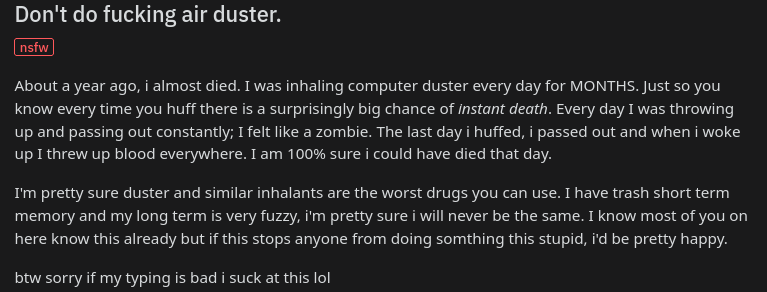 Don't do fucking air duster.
nsfw
About a year ago, i almost died. I was inhaling computer duster every day for MONTHS. Just so you
know every time you huff there is a surprisingly big chance of instant death. Every day I was throwing
up and passing out constantly; I felt like a zombie. The last day i huffed, i passed out and when i woke
up I threw up blood everywhere. I am 100% sure i could have died that day.
I'm pretty sure duster and similar inhalants are the worst drugs you can use. I have trash short term
memory and my long term is very fuzzy, i'm pretty sure i will never be the same. I know most of you on
here know this already but if this stops anyone from doing somthing this stupid, i'd be pretty happy.
btw sorry if my typing is bad i suck at this lol